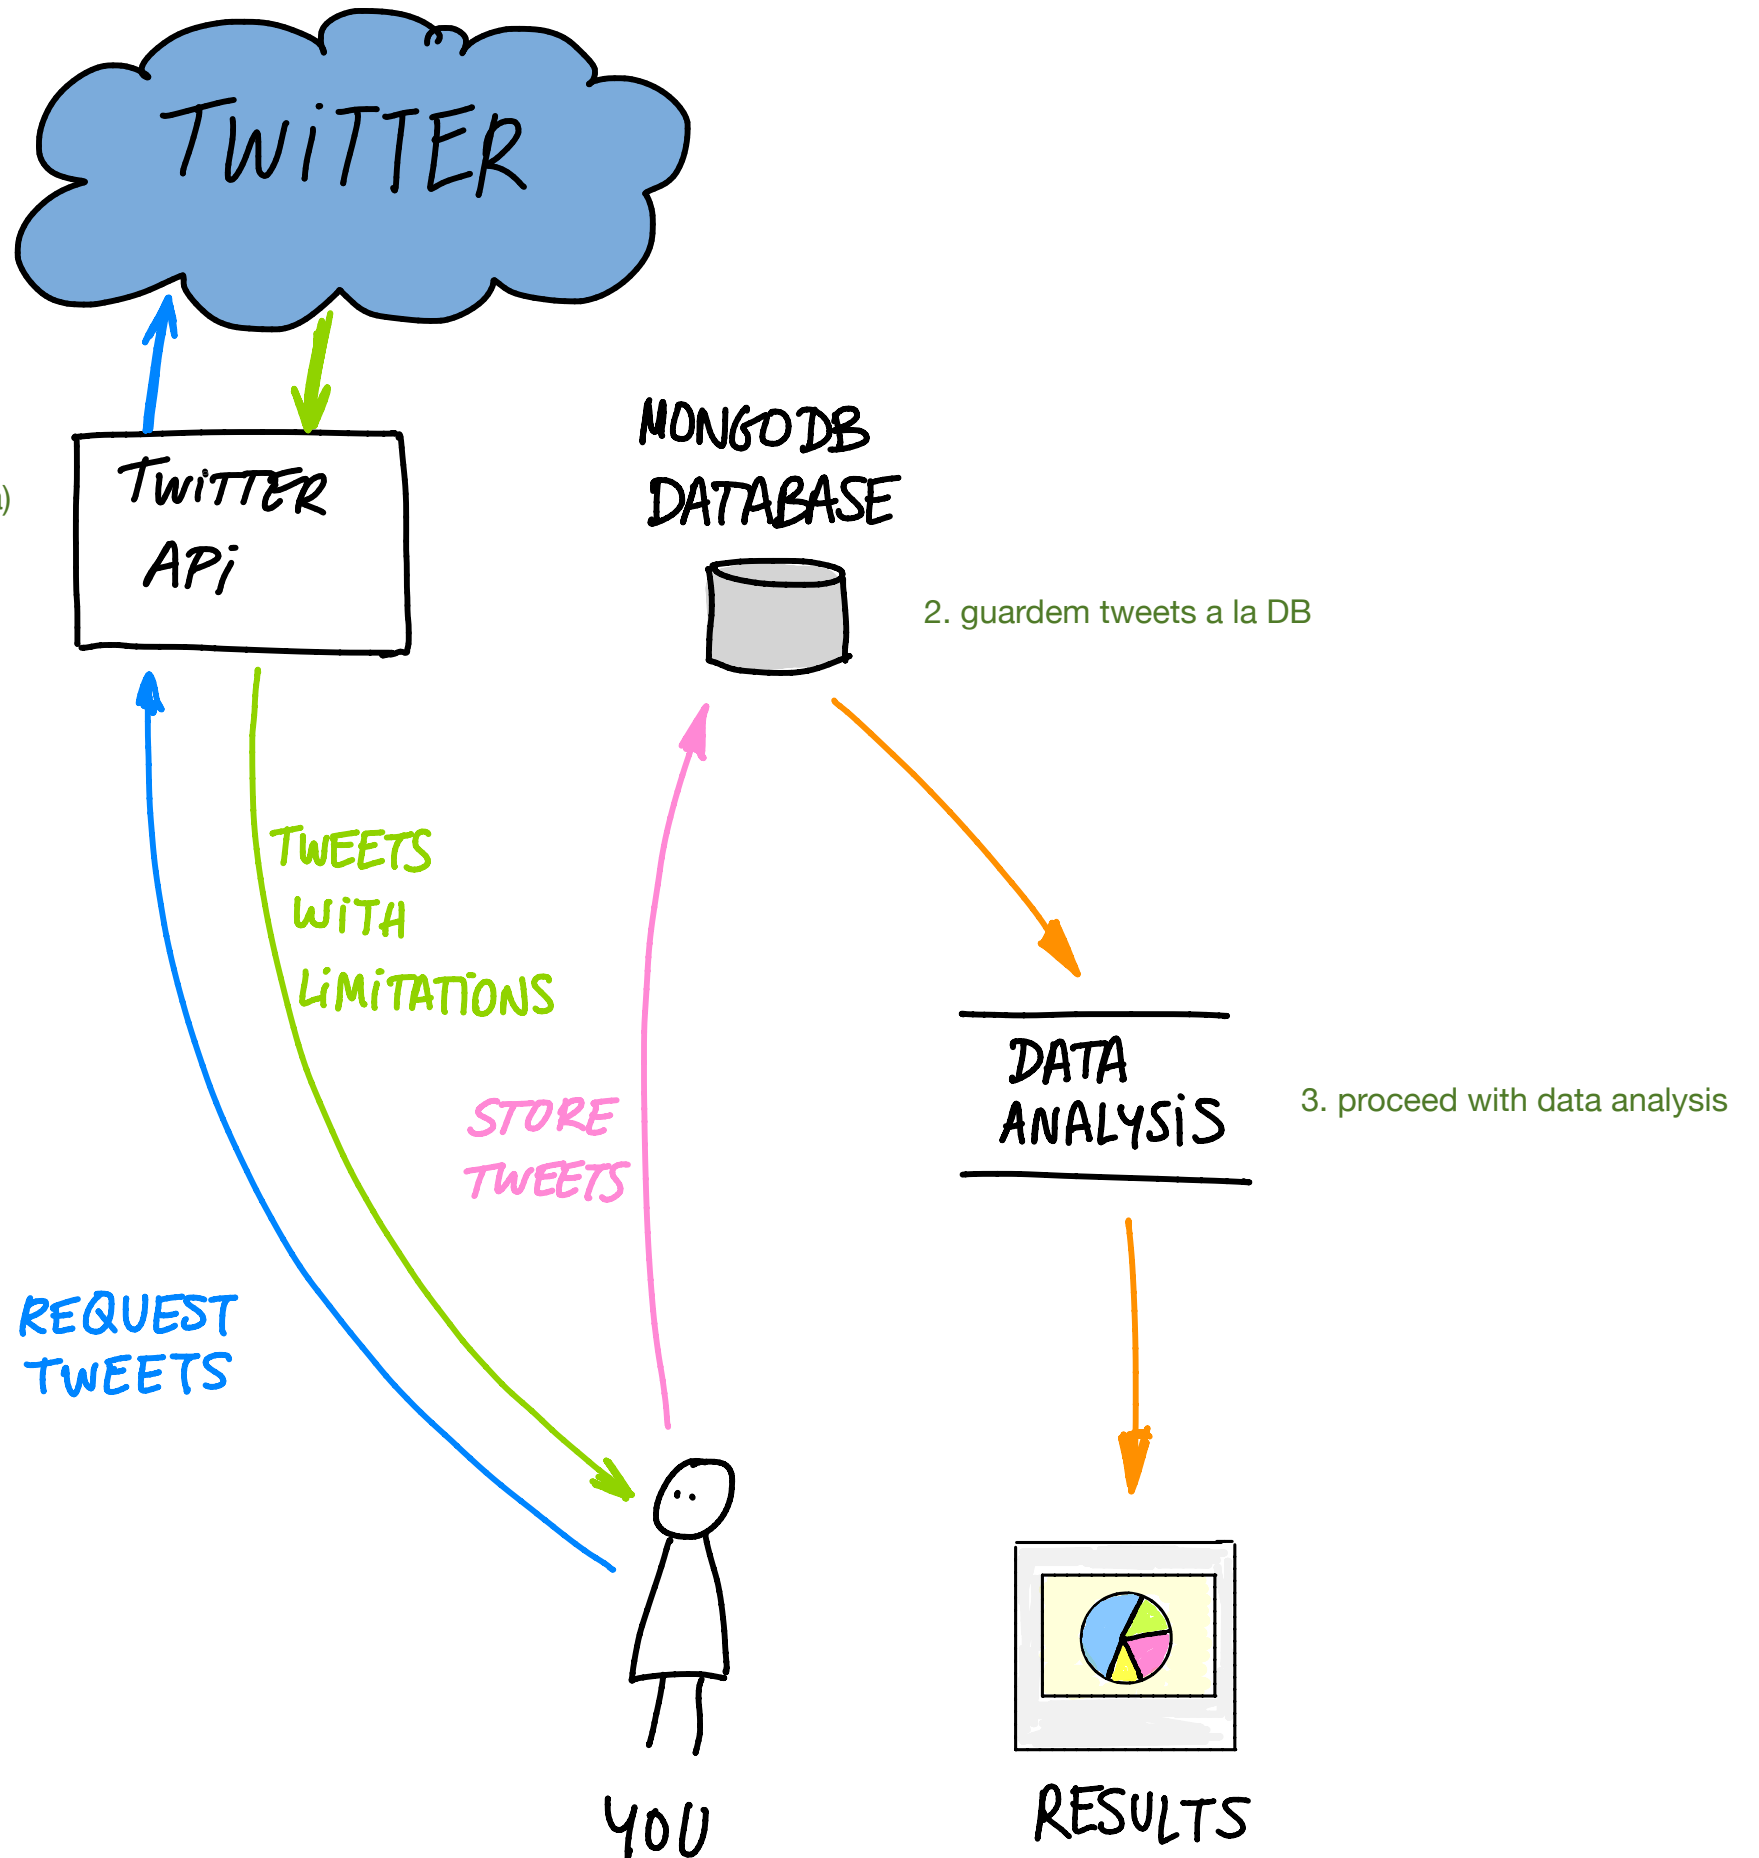 TWiTTER
TWiTTER
APi
MONGODB
DATABASE
2. guardem tweets a la DB
TWEETS
WiTH
LiMiTATiONS
DATA
ANALYSiS
3. proceed with data analysis
STORE
TWEETS
REQUEST
TWEETS
YOU
RESULTS